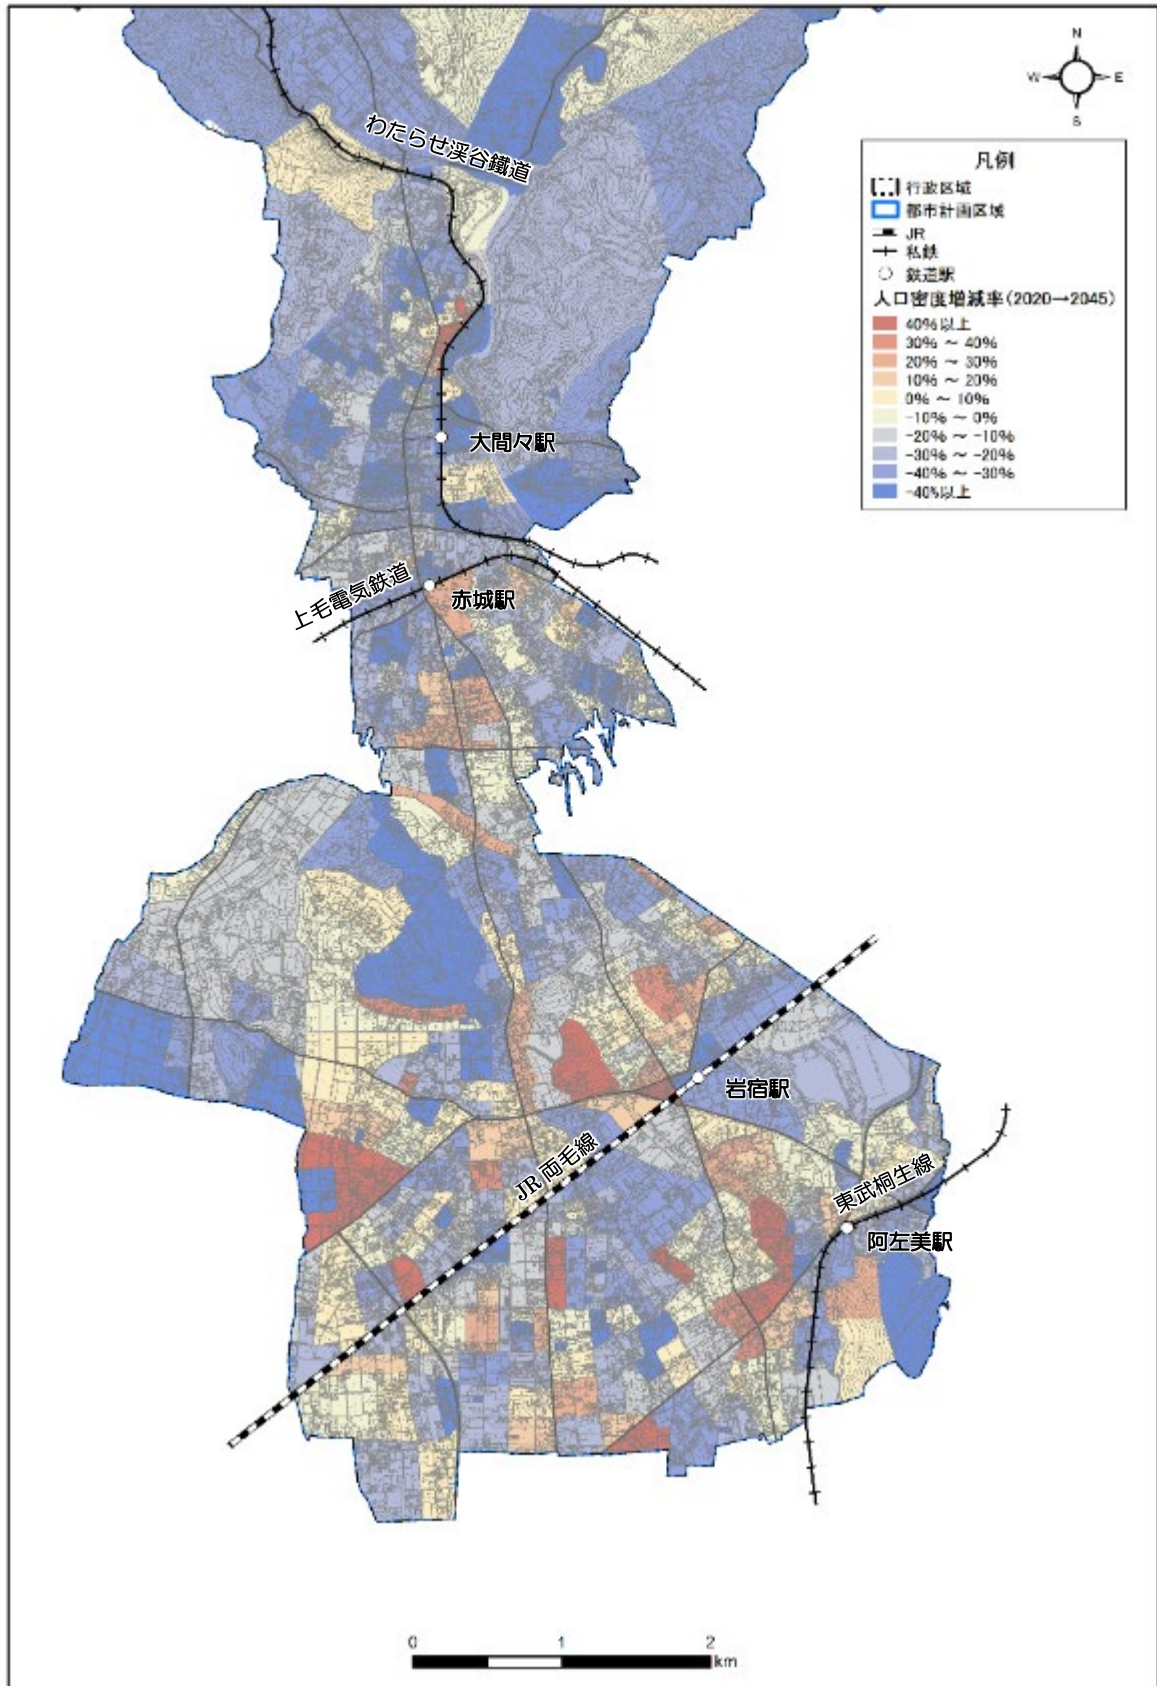 N
W
E
S
凡例
行政区域
都市計画区域
JR
私鉄
鉄道駅
人口密度増減率(2020→2045)
40%以上
30% ~ 40%
20% ~ 30%
10% ~ 20%
0% ~ 10%
-10% ~ 0%
-20% ~ -10%
-30% ~ -20%
-40% ~ -30%
-40%以上
わたらせ渓谷鐵道
大間々駅
上毛電気鉄道
赤城駅
岩宿駅
JR 両毛線
東武桐生線
阿左美駅
0 1 2
km